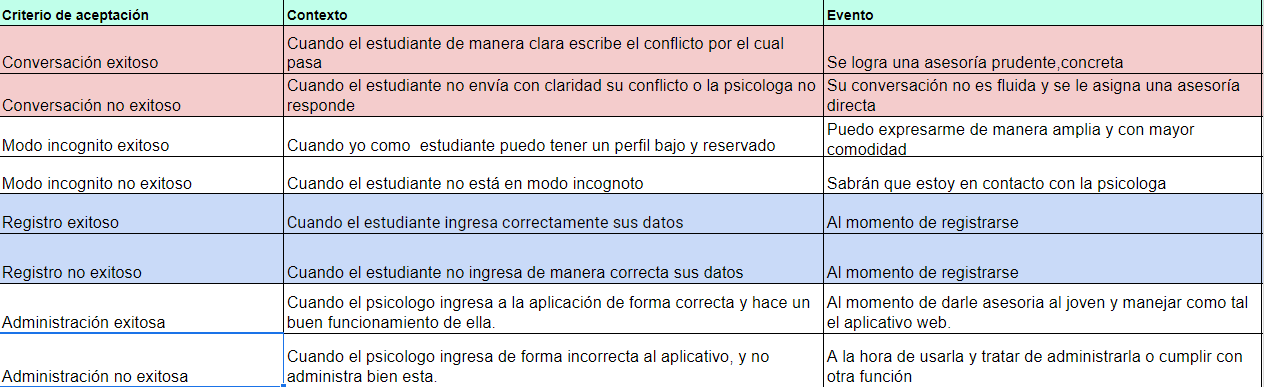 Criterio de aceptación Contexto Evento
Conversación exitoso Cuando el estudiante de manera clara escribe el conflicto por el cual
pasa Se logra una asesoría prudente,concreta
Conversación no exitoso Cuando el estudiante no envía con claridad su conflicto o la psicologa no
responde Su conversación no es fluida y se le asigna una asesoría
directa
Modo incognito exitoso Cuando yo como  estudiante puedo tener un perfil bajo y reservado Puedo expresarme de manera amplia y con mayor
comodidad
Modo incognito no exitoso Cuando el estudiante no está en modo incognoto Sabrán que estoy en contacto con la psicologa
Registro exitoso Cuando el estudiante ingresa correctamente sus datos Al momento de registrarse
Registro no exitoso Cuando el estudiante no ingresa de manera correcta sus datos Al momento de registrarse
Administración exitosa Cuando el psicologo ingresa a la aplicación de forma correcta y hace un
buen funcionamiento de ella. Al momento de darle asesoria al joven y manejar como tal
el aplicativo web.
Administración no exitosa Cuando el psicologo ingresa de forma incorrecta al aplicativo, y no
administra bien esta. A la hora de usarla y tratar de administrarla o cumplir con
otra función